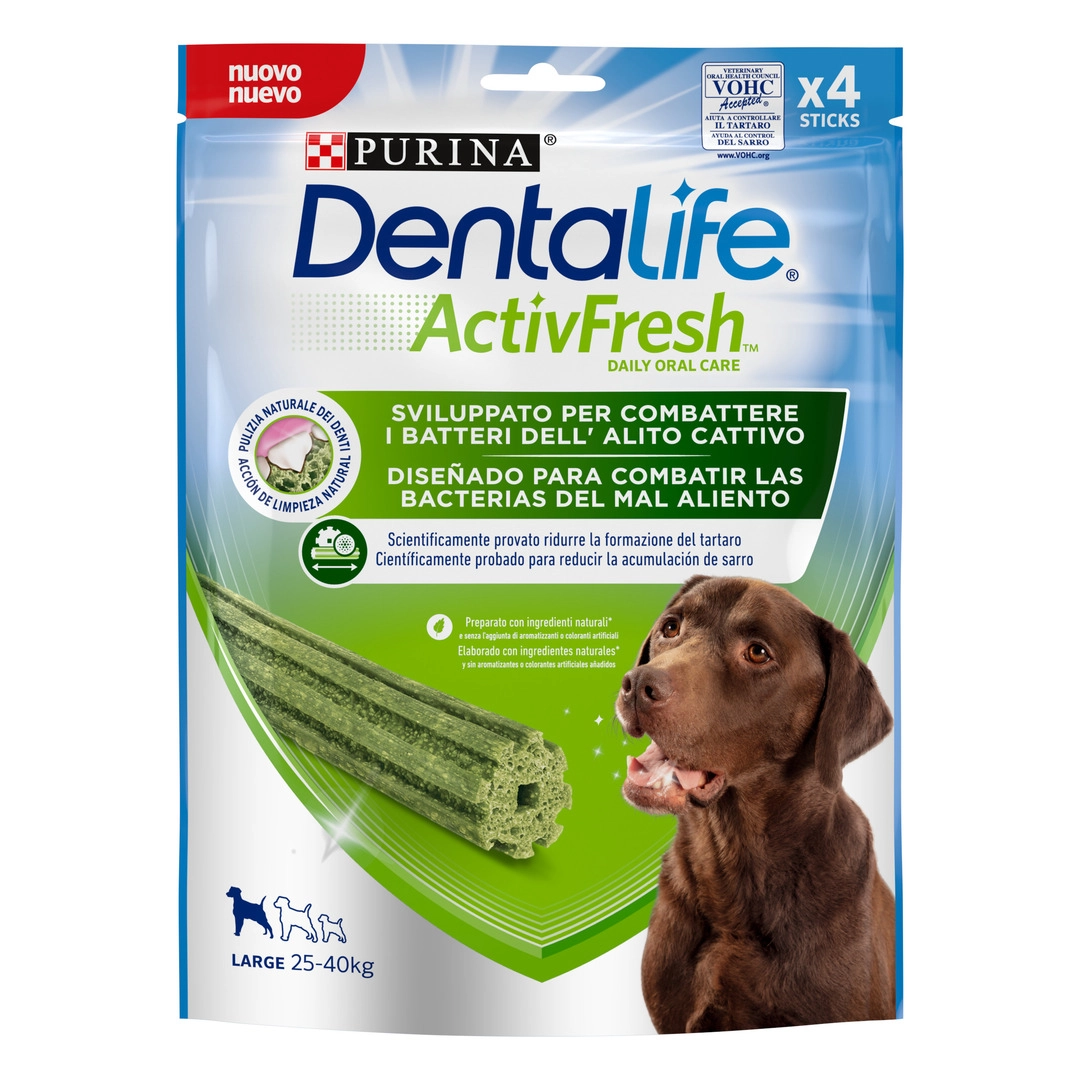 nuovo
nuevo
VETERINARY
ORAL HEALTH COUNCIL
VOHC
Accepted®
AIUTA A CONTROLLARE
IL TARTARO
AYUDA AL CONTROL
DEL SARRO
www.VOHC.org
x4
STICKS
PURINA®
Dentalife®
ActivFresh™
DAILY ORAL CARE
PULIZIA NATURALE DEI DENTI
ACCIÓN DE LIMPIEZA NATURAL
SVILUPPATO PER COMBATTERE
I BATTERI DELL' ALITO CATTIVO
DISEÑADO PARA COMBATIR LAS
BACTERIAS DEL MAL ALIENTO
Scientificamente provato ridurre la formazione del tartaro
Científicamente probado para reducir la acumulación de sarro
Preparato con ingredienti naturali*
e senza l'aggiunta di aromatizzanti o coloranti artificiali
Elaborado con ingredientes naturales*
y sin aromatizantes o colorantes artificiales añadidos
LARGE 25-40kg